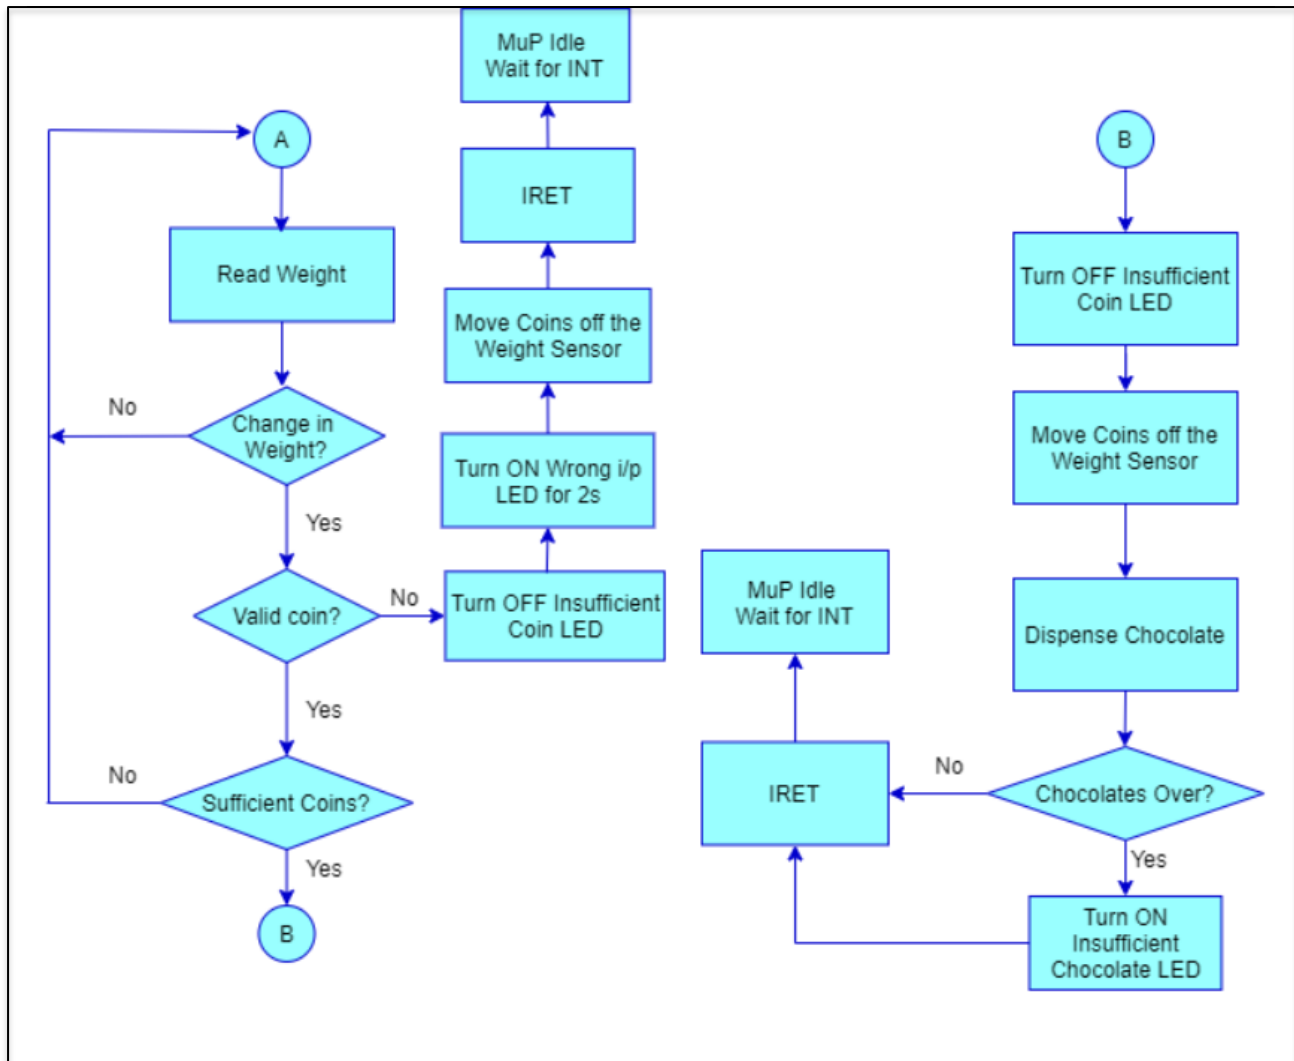 A
Read Weight
No
Change in
Weight?
Yes
Valid coin?
No
Yes
No
Sufficient Coins?
Yes
B
MuP Idle
Wait for INT
IRET
Move Coins off the
Weight Sensor
Turn ON Wrong i/p
LED for 2s
Turn OFF Insufficient
Coin LED
B
Turn OFF Insufficient
Coin LED
Move Coins off the
Weight Sensor
Dispense Chocolate
Chocolates Over?
No
Yes
Turn ON
Insufficient
Chocolate LED
IRET
MuP Idle
Wait for INT